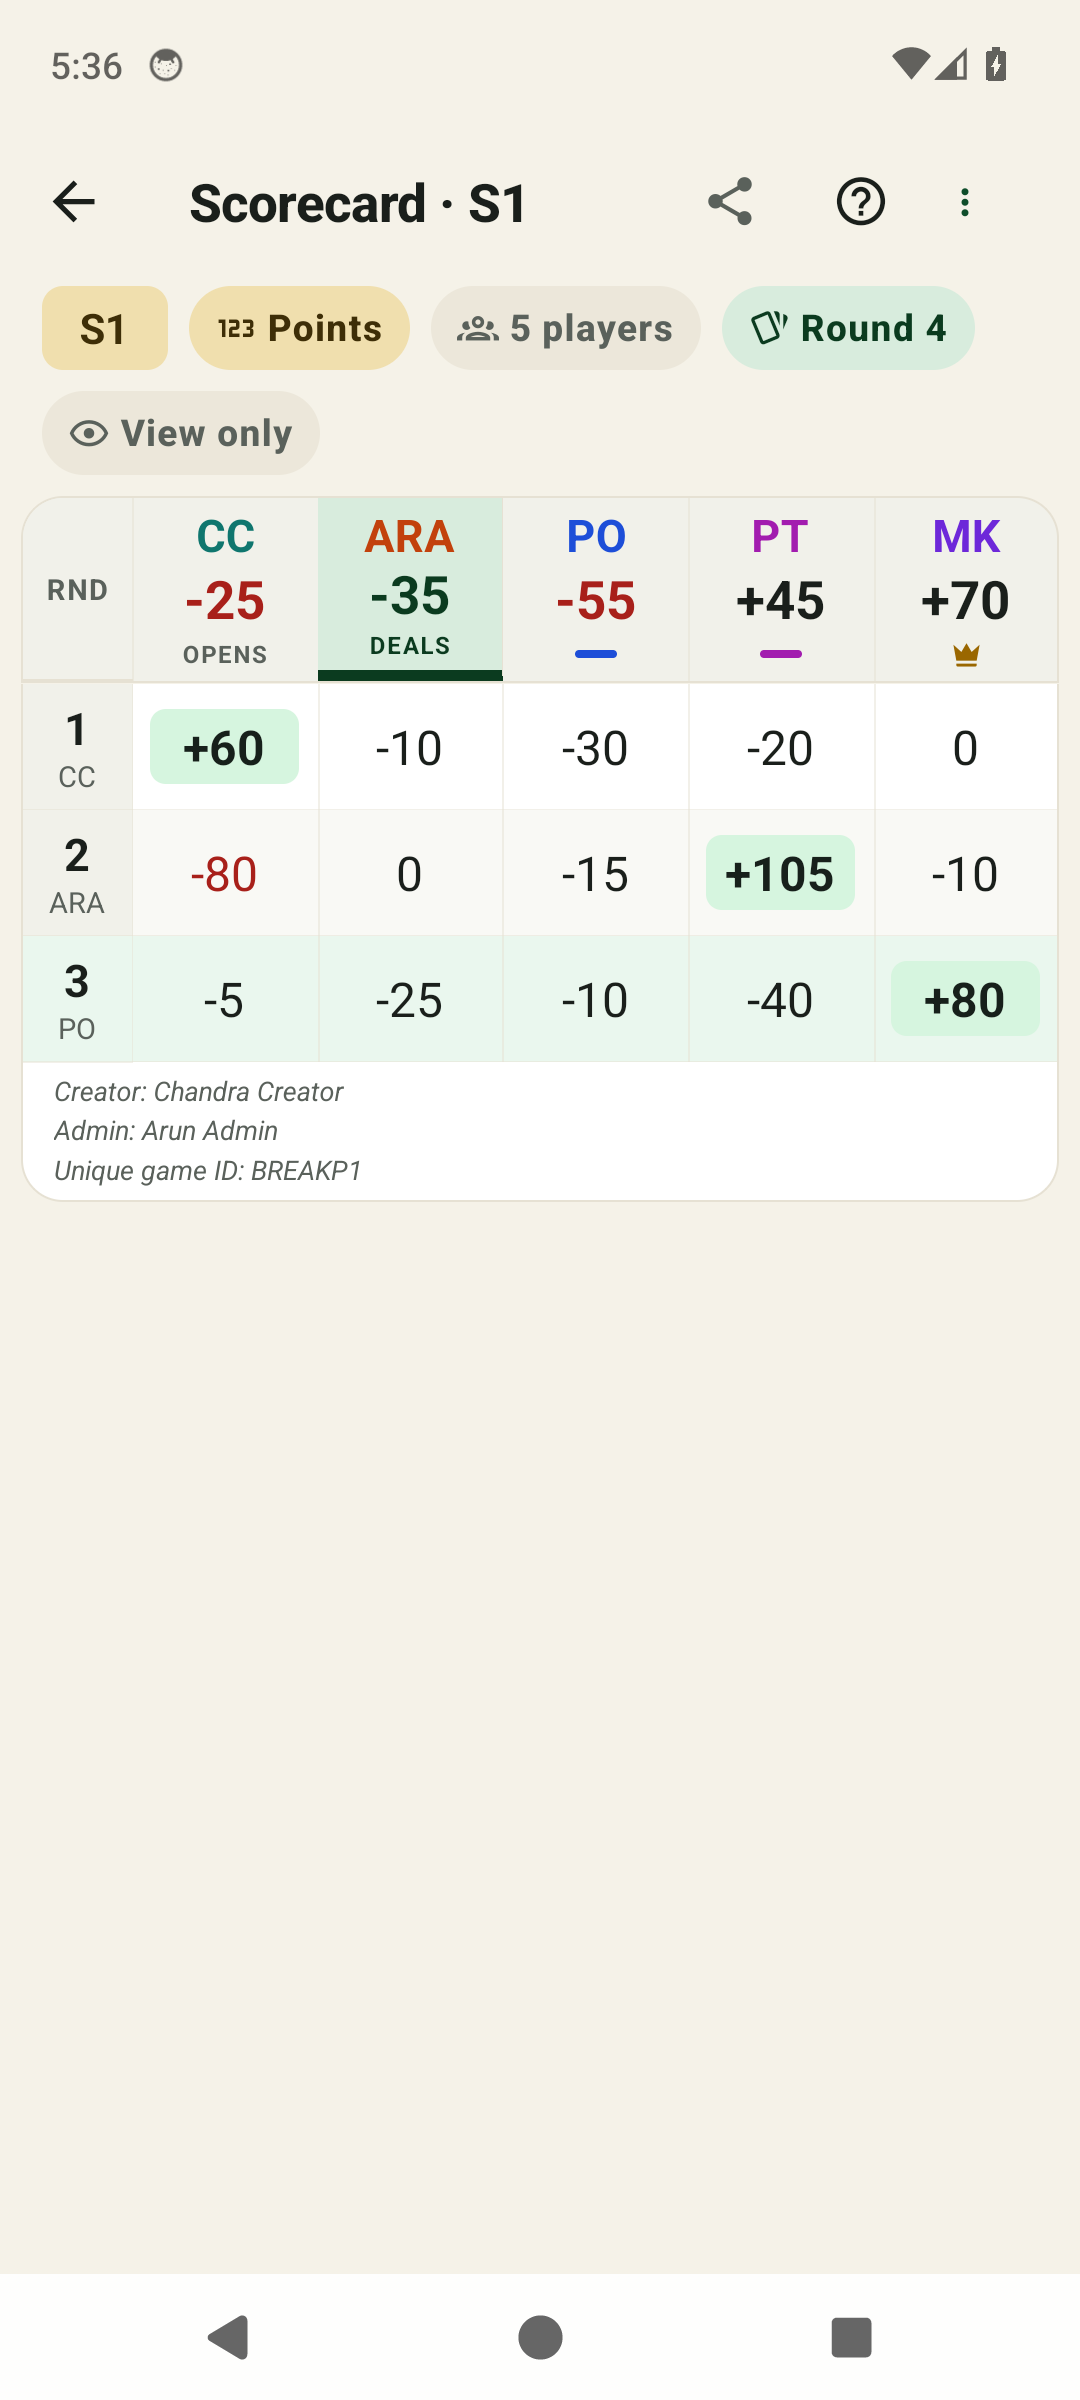 5:36
Scorecard · S1
S1
123 Points
5 players
Round 4
View only
RND CC ARA PO PT MK
-25 -35 -55 +45 +70
OPENS DEALS
1 +60 -10 -30 -20 0
CC
2 -80 0 -15 +105 -10
ARA
3 -5 -25 -10 -40 +80
PO
Creator: Chandra Creator
Admin: Arun Admin
Unique game ID: BREAKP1